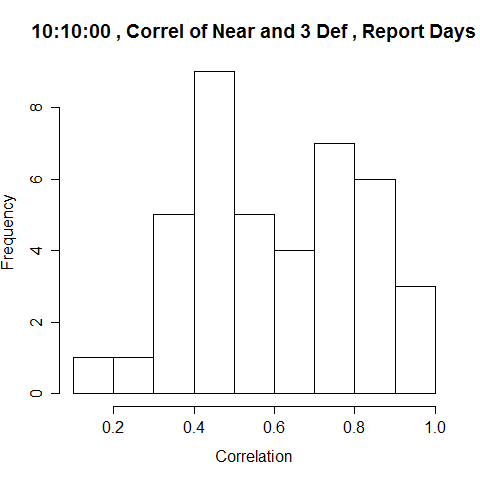 10:10:00 , Correl of Near and 3 Def , Report Days
Frequency
8
6
4
2
0
0.2 0.4 0.6 0.8 1.0
Correlation